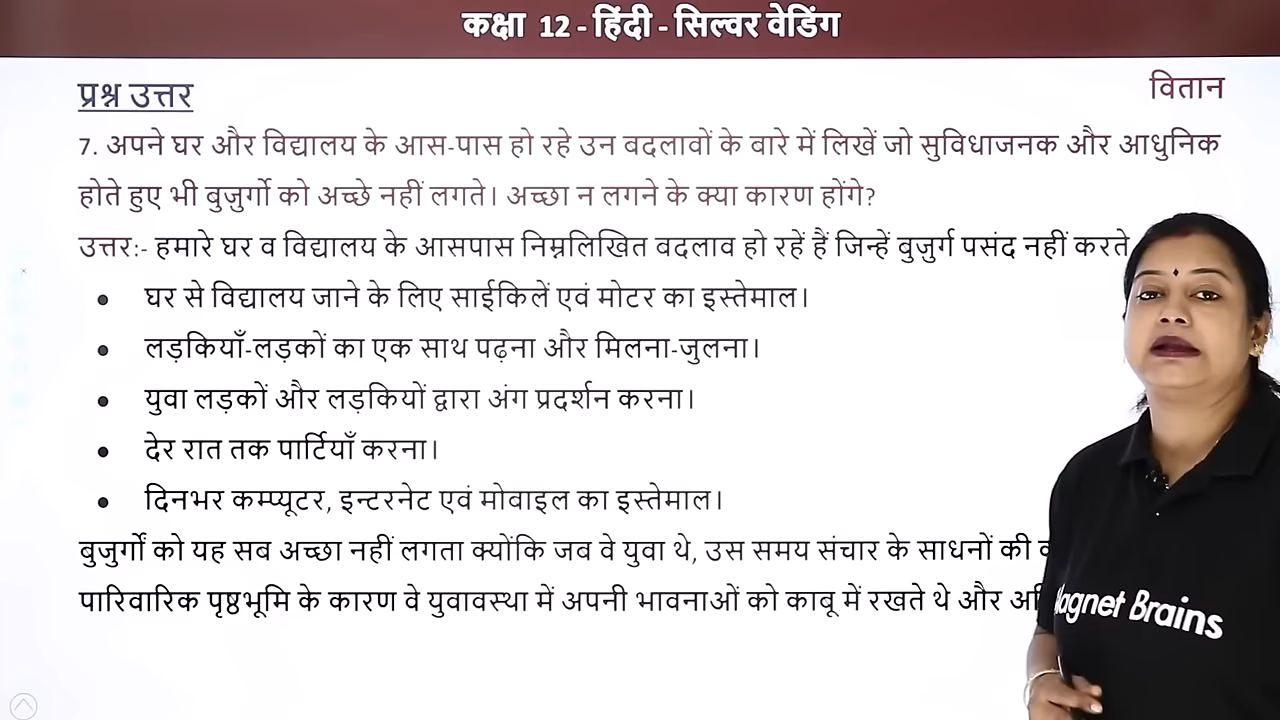 कक्षा 12 - हिंदी - सिल्वर वेडिंग
प्रश्न उत्तर
वितान
7. अपने घर और विद्यालय के आस-पास हो रहे उन बदलावों के बारे में लिखें जो सुविधाजनक और आधुनिक
होते हुए भी बुजुर्गो को अच्छे नहीं लगते। अच्छा न लगने के क्या कारण होंगे?
उत्तर:- हमारे घर व विद्यालय के आसपास निम्नलिखित बदलाव हो रहें हैं जिन्हें बुजुर्ग पसंद नहीं करते
• घर से विद्यालय जाने के लिए साईकिलें एवं मोटर का इस्तेमाल।
• लड़कियाँ-लड़कों का एक साथ पढ़ना और मिलना-जुलना।
• युवा लड़कों और लड़कियों द्वारा अंग प्रदर्शन करना।
• देर रात तक पार्टियाँ करना।
• दिनभर कम्प्यूटर, इन्टरनेट एवं मोबाइल का इस्तेमाल।
बुजुर्गों को यह सब अच्छा नहीं लगता क्योंकि जब वे युवा थे, उस समय संचार के साधनों की
पारिवारिक पृष्ठभूमि के कारण वे युवावस्था में अपनी भावनाओं को काबू में रखते थे और
Magnet Brains